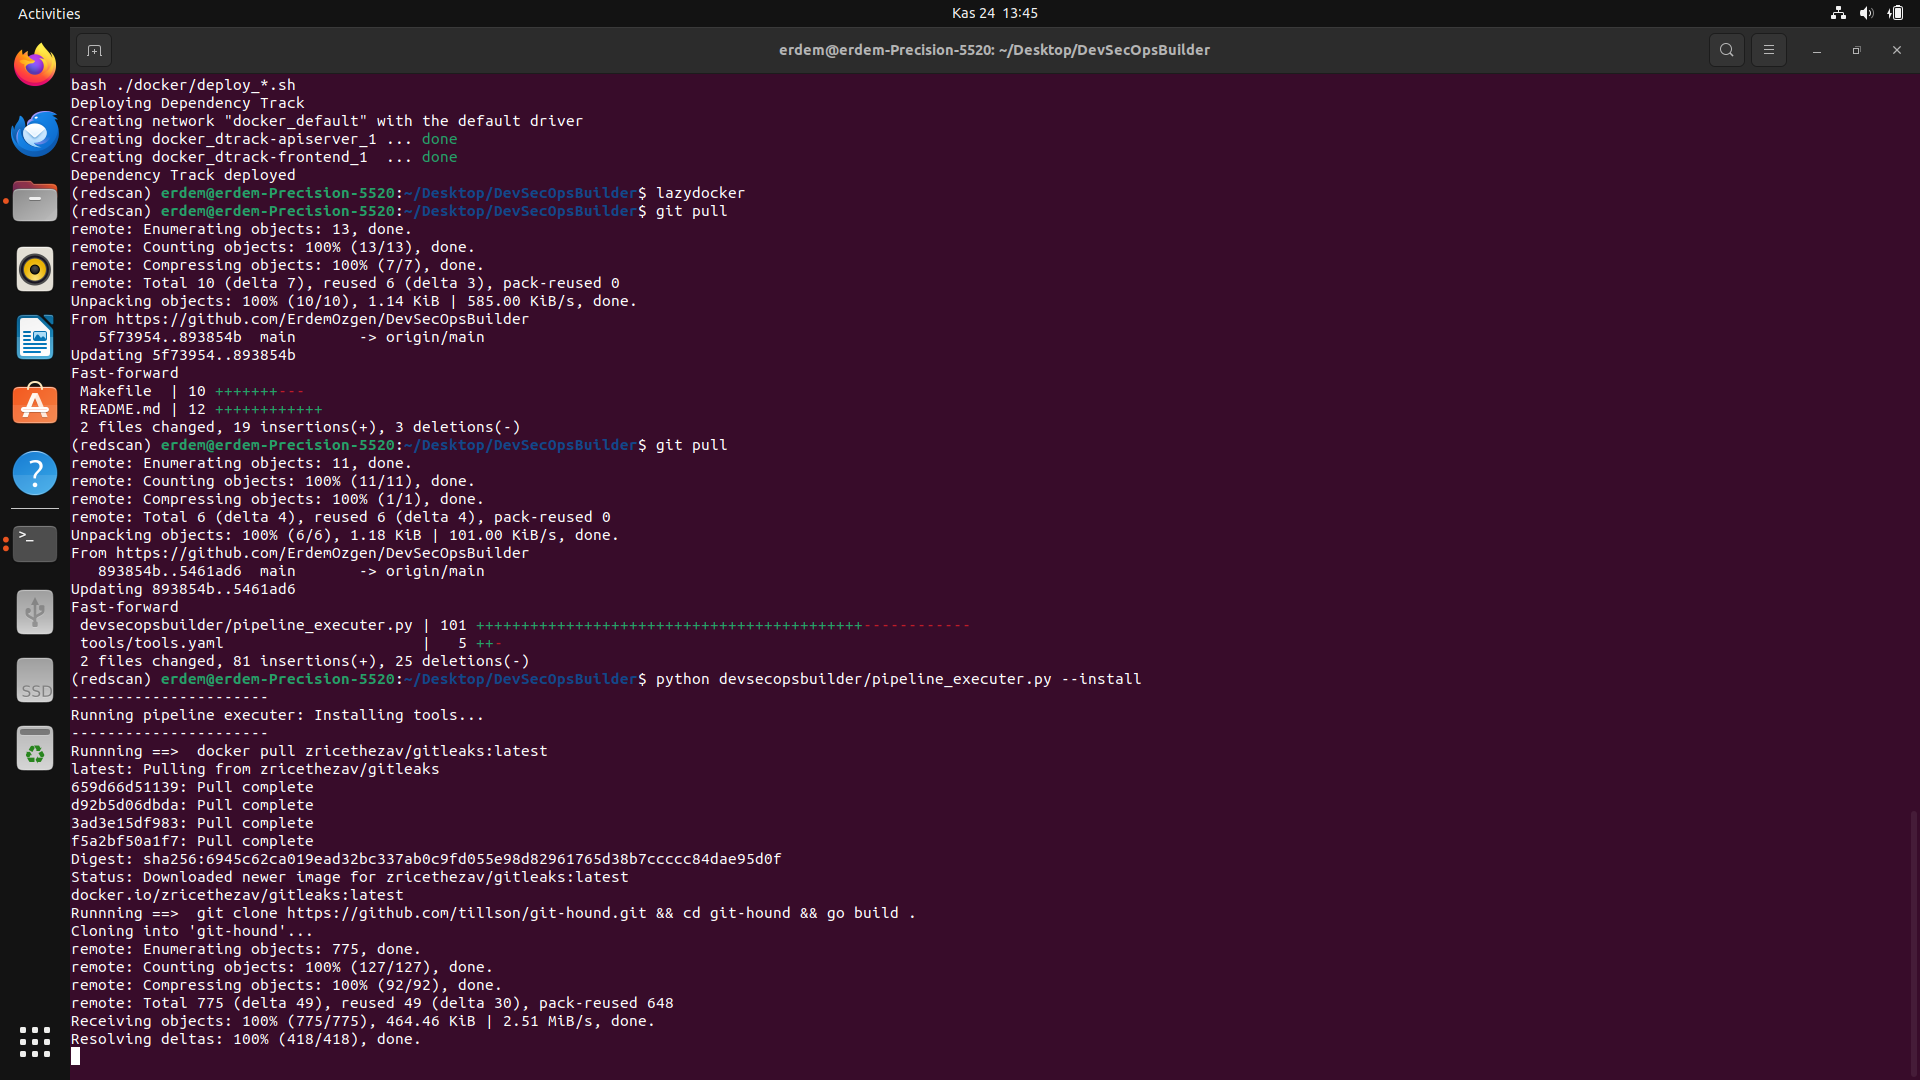 Activities
Kas 24 13:45
erdem@erdem-Precision-5520: ~/Desktop/DevSecOpsBuilder
bash ./docker/deploy_*.sh
Deploying Dependency Track
Creating network "docker_default" with the default driver
Creating docker_dtrack-apiserver_1 ... done
Creating docker_dtrack-frontend_1  ... done
Dependency Track deployed
(redscan) erdem@erdem-Precision-5520:~/Desktop/DevSecOpsBuilder$ lazydocker
(redscan) erdem@erdem-Precision-5520:~/Desktop/DevSecOpsBuilder$ git pull
remote: Enumerating objects: 13, done.
remote: Counting objects: 100% (13/13), done.
remote: Compressing objects: 100% (7/7), done.
remote: Total 10 (delta 7), reused 6 (delta 3), pack-reused 0
Unpacking objects: 100% (10/10), 1.14 KiB | 585.00 KiB/s, done.
From https://github.com/ErdemOzgen/DevSecOpsBuilder
   5f73954..893854b  main       -> origin/main
Updating 5f73954..893854b
Fast-forward
 Makefile  | 10 +++++++---
 README.md | 12 ++++++++++++
 2 files changed, 19 insertions(+), 3 deletions(-)
(redscan) erdem@erdem-Precision-5520:~/Desktop/DevSecOpsBuilder$ git pull
remote: Enumerating objects: 11, done.
remote: Counting objects: 100% (11/11), done.
remote: Compressing objects: 100% (1/1), done.
remote: Total 6 (delta 4), reused 6 (delta 4), pack-reused 0
Unpacking objects: 100% (6/6), 1.18 KiB | 101.00 KiB/s, done.
From https://github.com/ErdemOzgen/DevSecOpsBuilder
   893854b..5461ad6  main       -> origin/main
Updating 893854b..5461ad6
Fast-forward
 devsecopsbuilder/pipeline_executer.py | 101 +++++++++++++++++++++++++++++++++++++++++++------------
 tools/tools.yaml                      |   5 ++-
 2 files changed, 81 insertions(+), 25 deletions(-)
(redscan) erdem@erdem-Precision-5520:~/Desktop/DevSecOpsBuilder$ python devsecopsbuilder/pipeline_executer.py --install
----------------------
Running pipeline executer: Installing tools...
----------------------
Runnning ==>  docker pull zricethezav/gitleaks:latest
latest: Pulling from zricethezav/gitleaks
659d66d51139: Pull complete
d92b5d06dbda: Pull complete
3ad3e15df983: Pull complete
f5a2bf50a1f7: Pull complete
Digest: sha256:6945c62ca019ead32bc337ab0c9fd055e98d82961765d38b7ccccc84dae95d0f
Status: Downloaded newer image for zricethezav/gitleaks:latest
docker.io/zricethezav/gitleaks:latest
Runnning ==>  git clone https://github.com/tillson/git-hound.git && cd git-hound && go build .
Cloning into 'git-hound'...
remote: Enumerating objects: 775, done.
remote: Counting objects: 100% (127/127), done.
remote: Compressing objects: 100% (92/92), done.
remote: Total 775 (delta 49), reused 49 (delta 30), pack-reused 648
Receiving objects: 100% (775/775), 464.46 KiB | 2.51 MiB/s, done.
Resolving deltas: 100% (418/418), done.
SSD